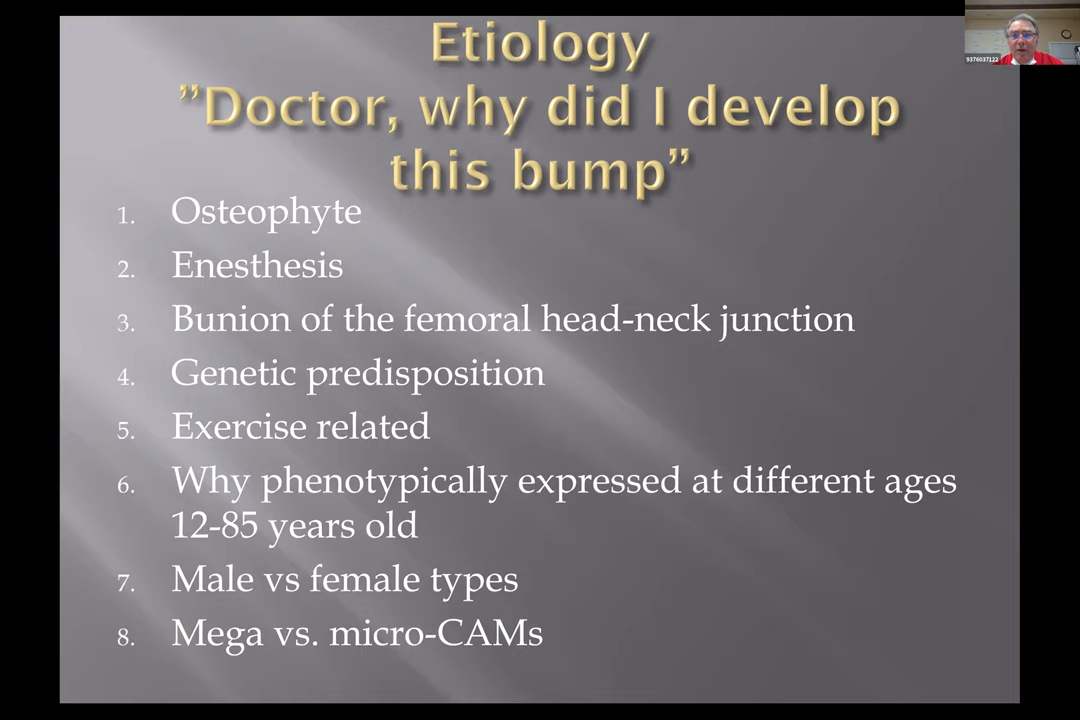 Etiology
”Doctor, why did I develop
this bump”
1. Osteophyte
2. Enesthesis
3. Bunion of the femoral head-neck junction
4. Genetic predisposition
5. Exercise related
6. Why phenotypically expressed at different ages
12-85 years old
7. Male vs female types
8. Mega vs. micro-CAMs
9376037123